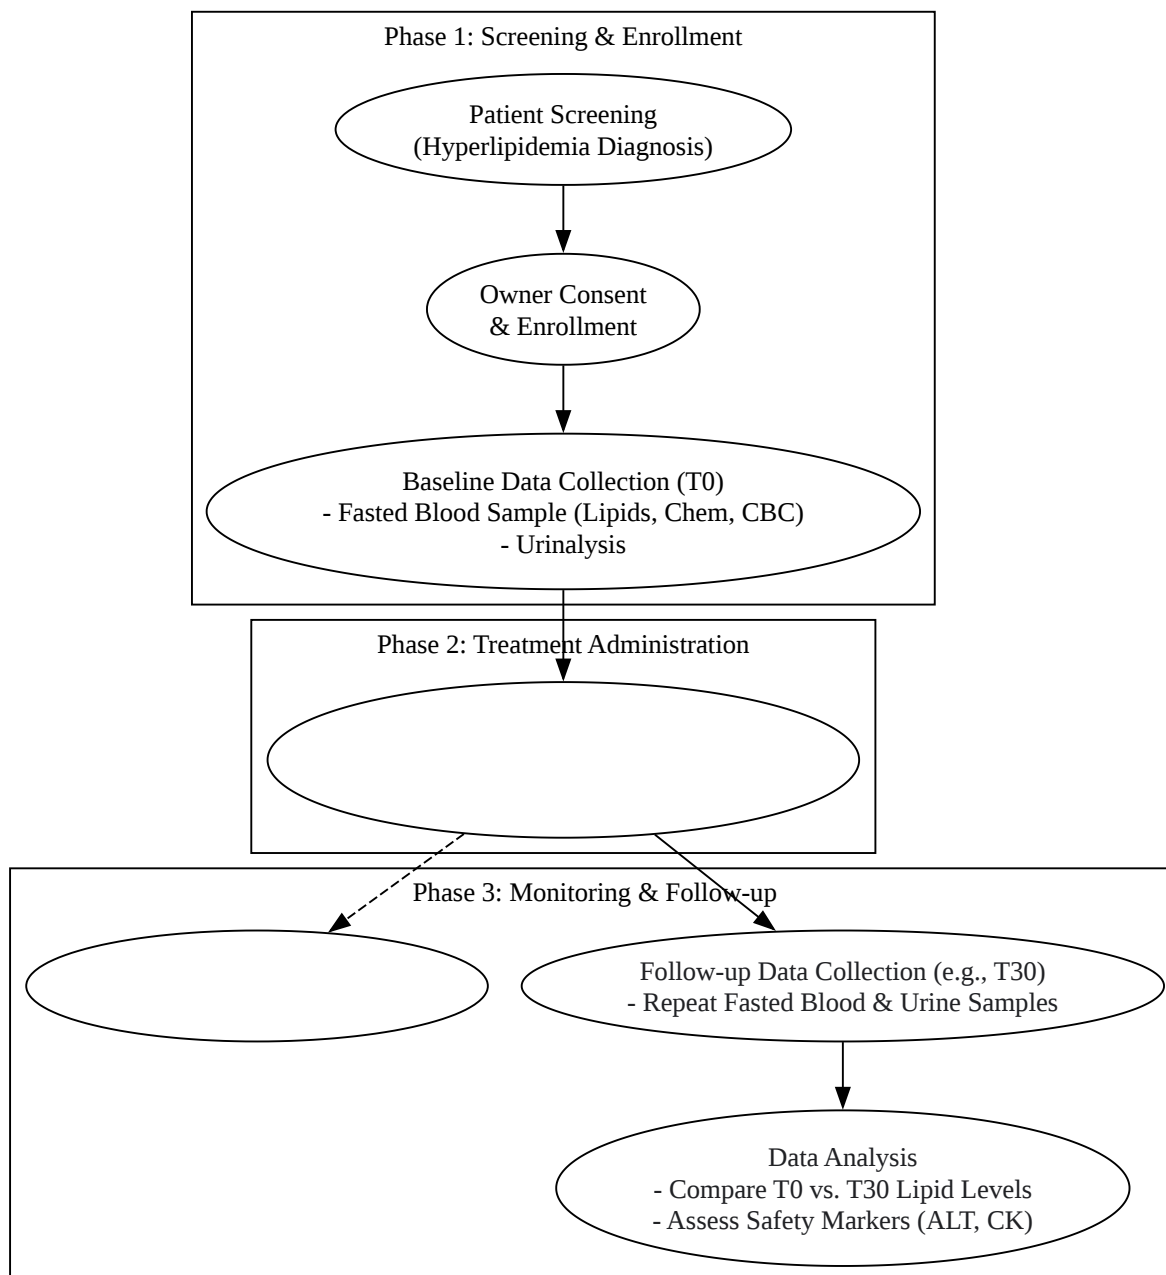 Phase 1: Screening & Enrollment
Patient Screening
(Hyperlipidemia Diagnosis)
Owner Consent
& Enrollment
Baseline Data Collection (T0)
- Fasted Blood Sample (Lipids, Chem, CBC)
- Urinalysis
Phase 2: Treatment Administration
Phase 3: Monitoring & Follow-up
Follow-up Data Collection (e.g., T30)
- Repeat Fasted Blood & Urine Samples
Data Analysis
- Compare T0 vs. T30 Lipid Levels
- Assess Safety Markers (ALT, CK)